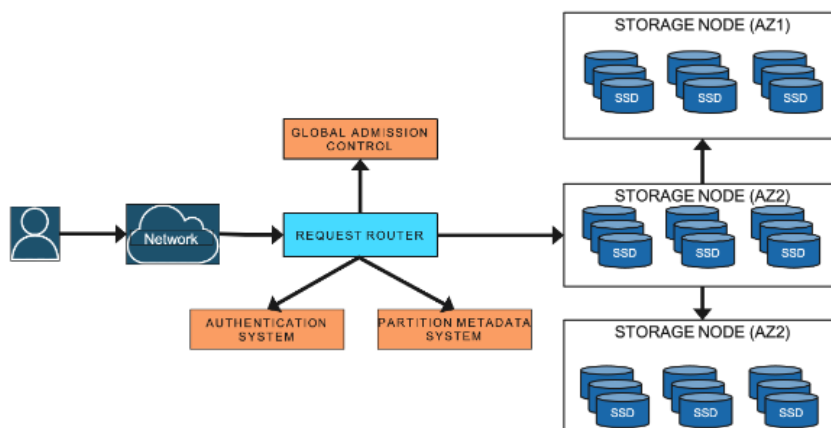 STORAGE NODE (AZ1)
SSD
SSD
SSD
GLOBAL ADMISSION
CONTROL
Network
REQUEST ROUTER
STORAGE NODE (AZ2)
SSD
SSD
SSD
AUTHENTICATION
SYSTEM
PARTITION METADATA
SYSTEM
STORAGE NODE (AZ2)
SSD
SSD
SSD